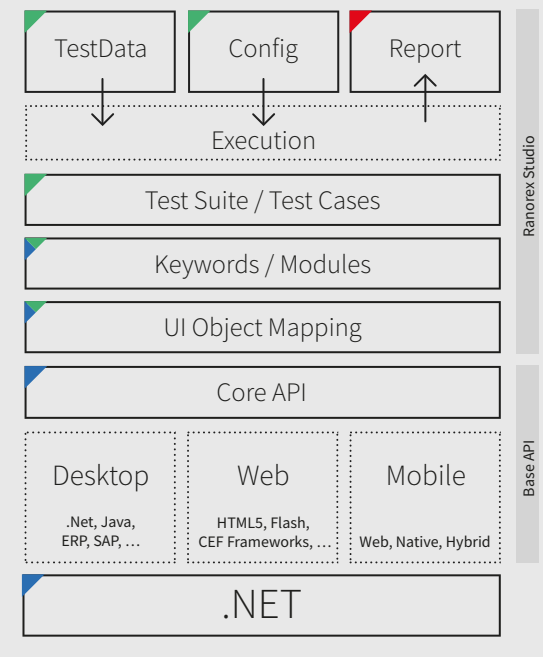 TestData
Config
Report
Execution
Test Suite / Test Cases
Keywords / Modules
UI Object Mapping
Ranorex Studio
Core API
Desktop
.Net, Java,
ERP, SAP, ...
Web
HTML5, Flash,
CEF Frameworks, ...
Mobile
Web, Native, Hybrid
Base API
.NET